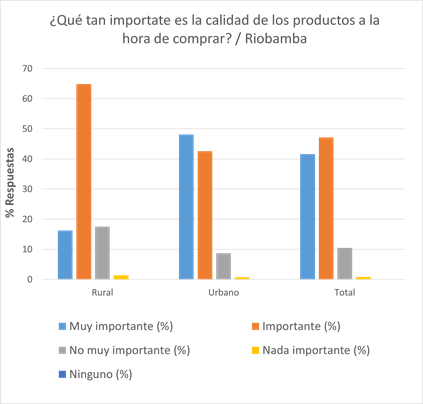 ¿Qué tan importate es la calidad de los productos a la
hora de comprar? / Riobamba
70
60
50
40
30
20
10
0
% Respuestas
Rural
Urbano
Total
Muy importante (%)
Importante (%)
No muy importante (%)
Nada importante (%)
Ninguno (%)